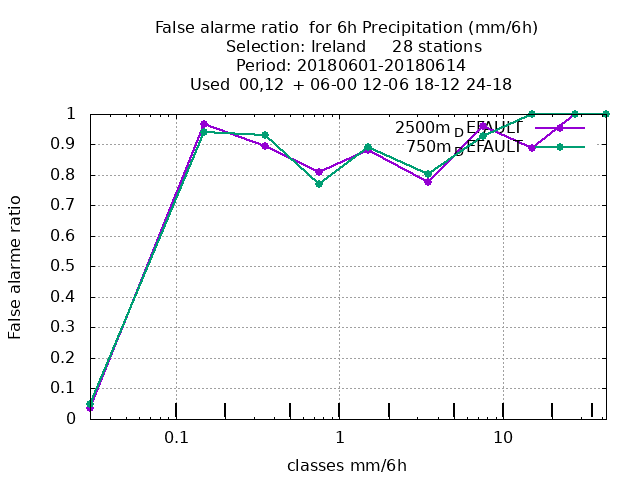 False alarme ratio  for 6h Precipitation (mm/6h)
Selection: Ireland     28 stations
Period: 20180601-20180614
Used  00,12  + 06-00 12-06 18-12 24-18
1
0.9
0.8
0.7
0.6
0.5
0.4
0.3
0.2
0.1
0
False alarme ratio
2500m_DEFAULT
750m_DEFAULT
0.1
1
10
classes mm/6h